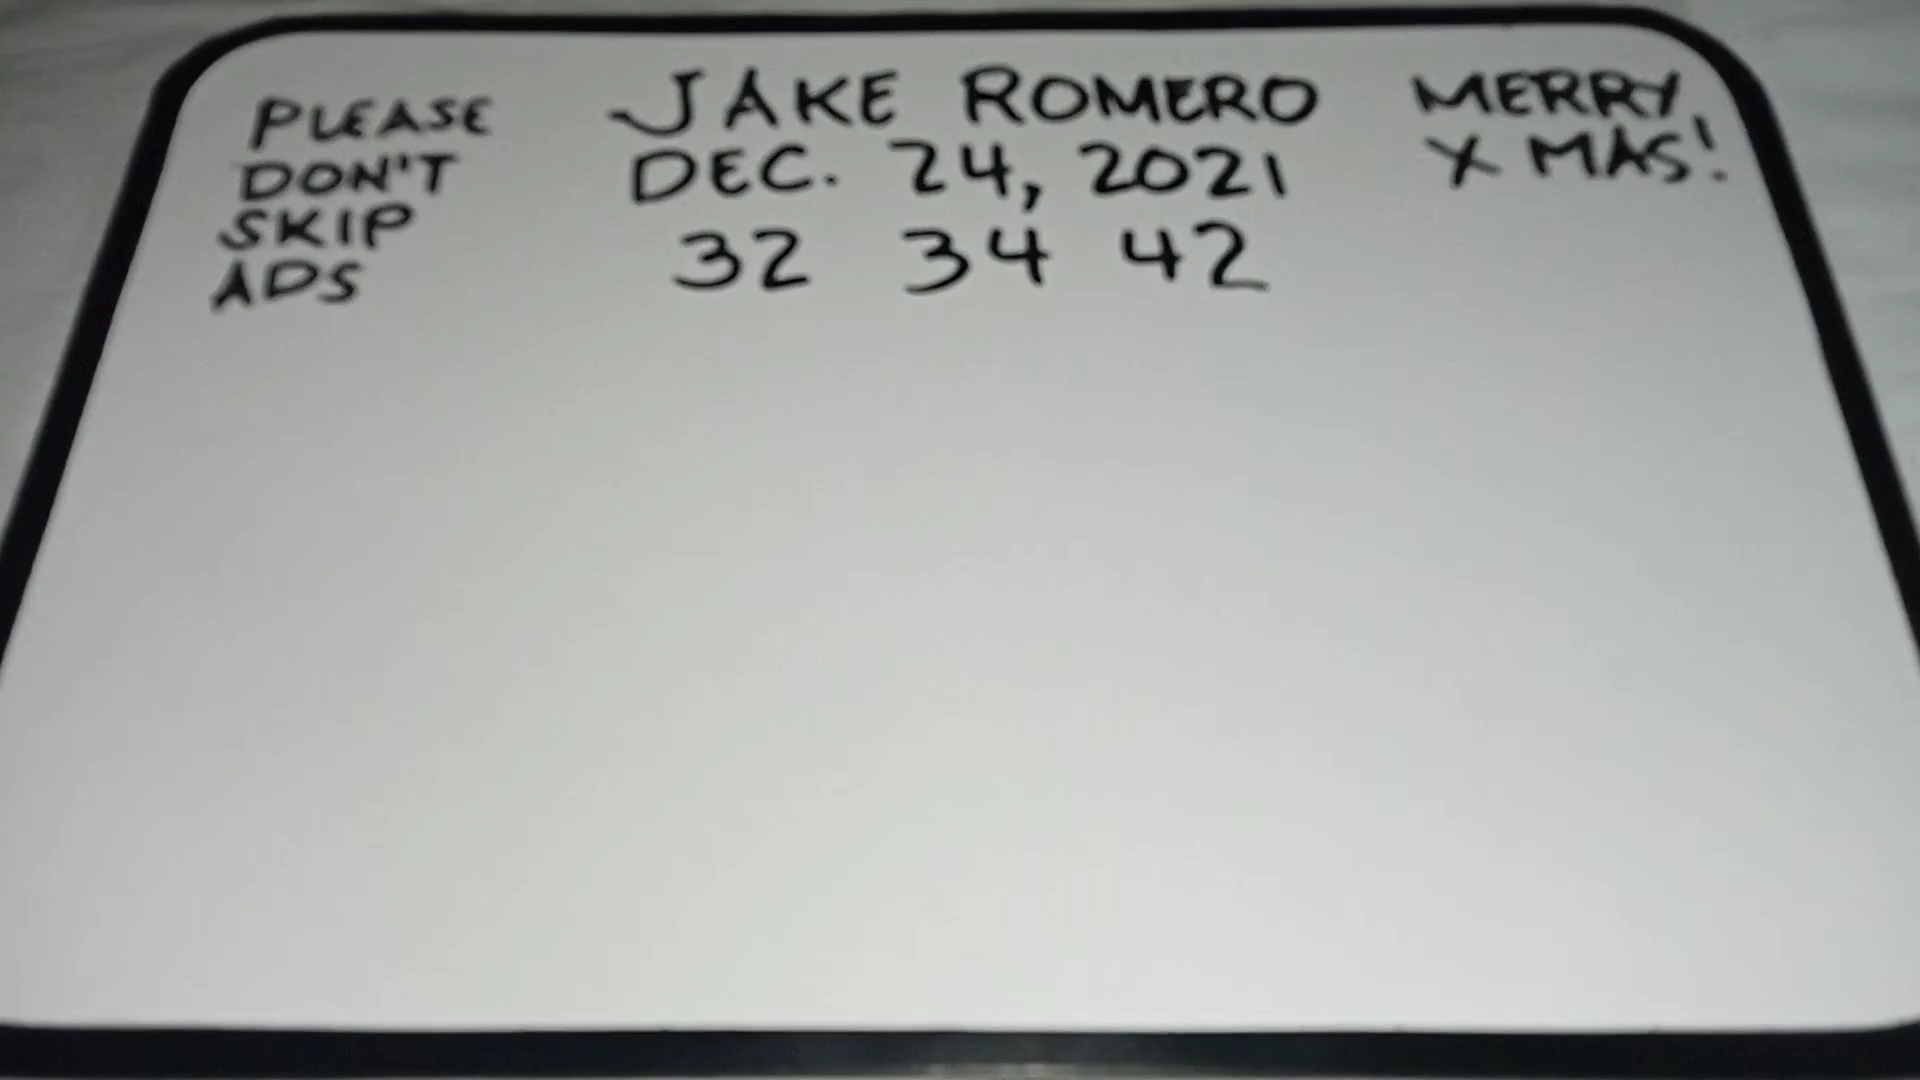 PLEASE
DON'T
SKIP
ADS
JAKE ROMERO
DEC. 24, 2021
32 34 42
MERRY
X MAS!